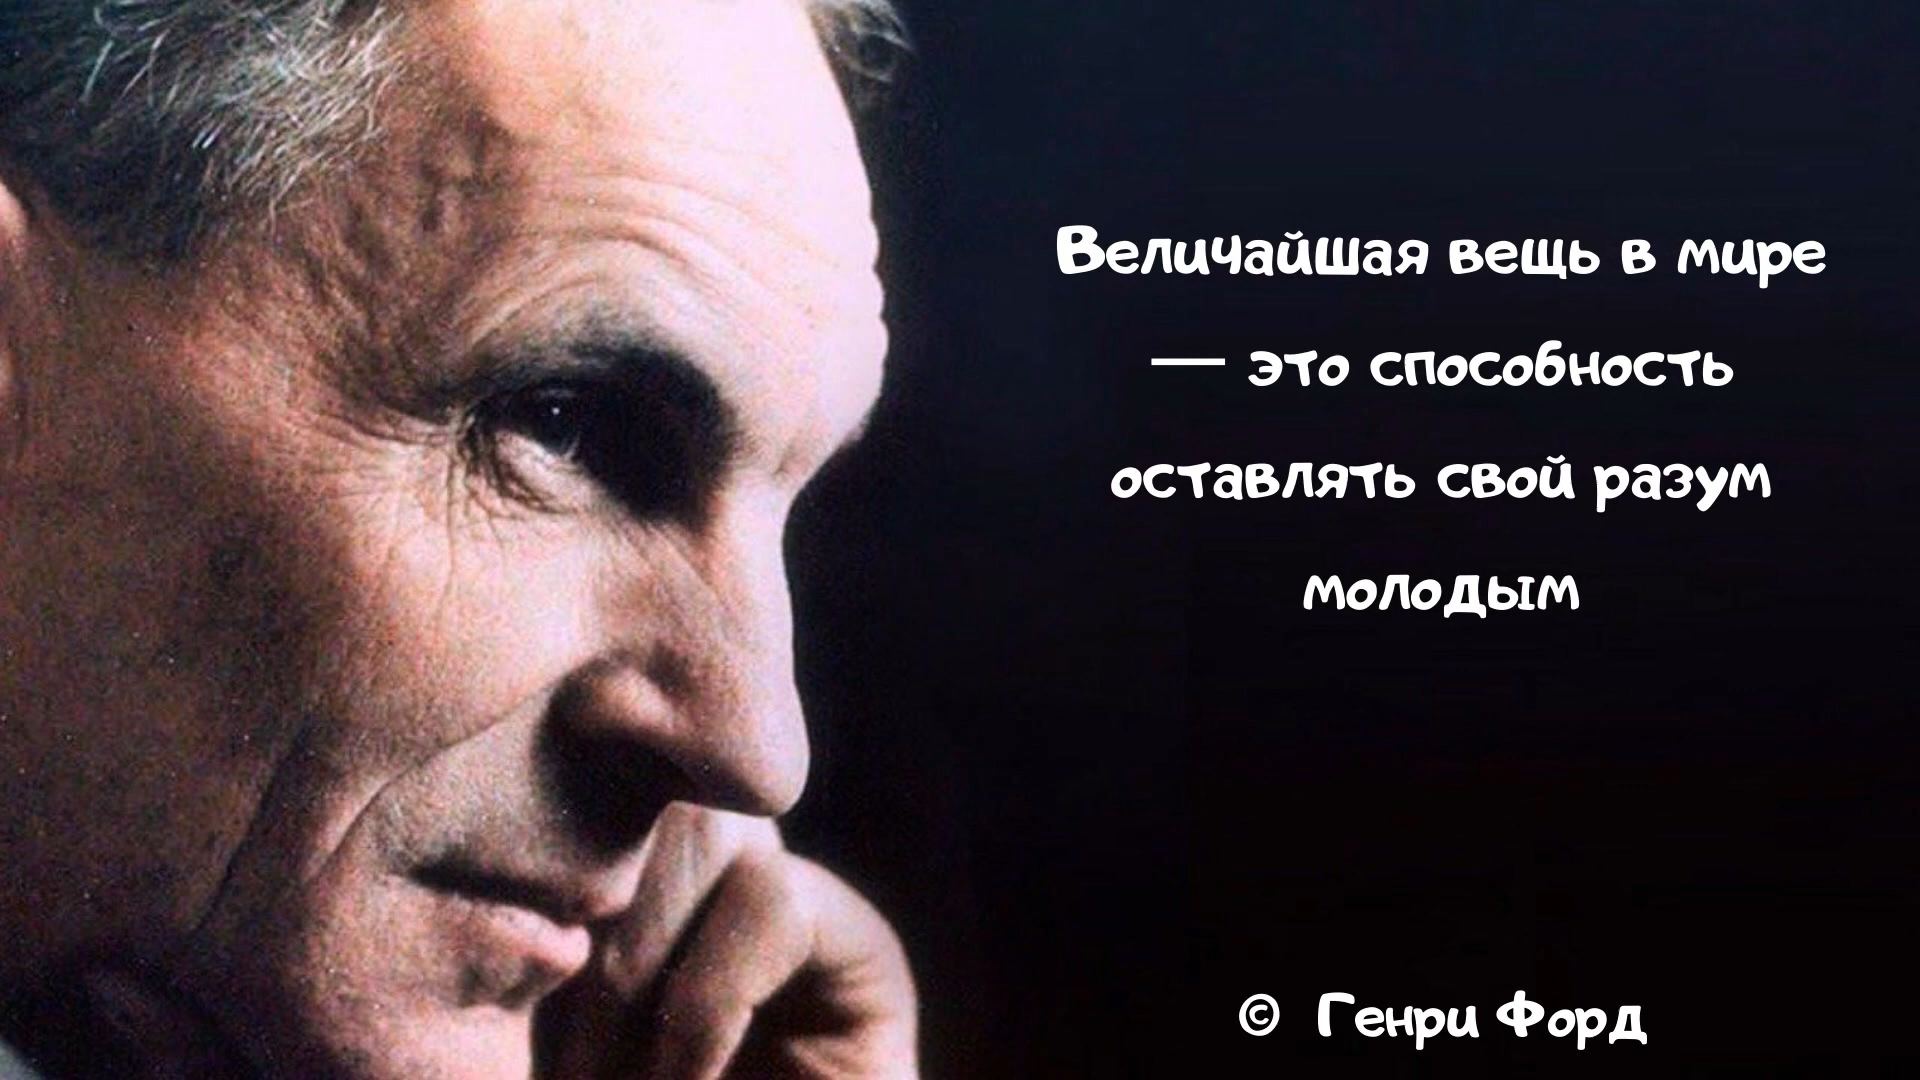 Величайшая вещь в мире
— это способность
оставлять свой разум
молодым
© Генри Форд